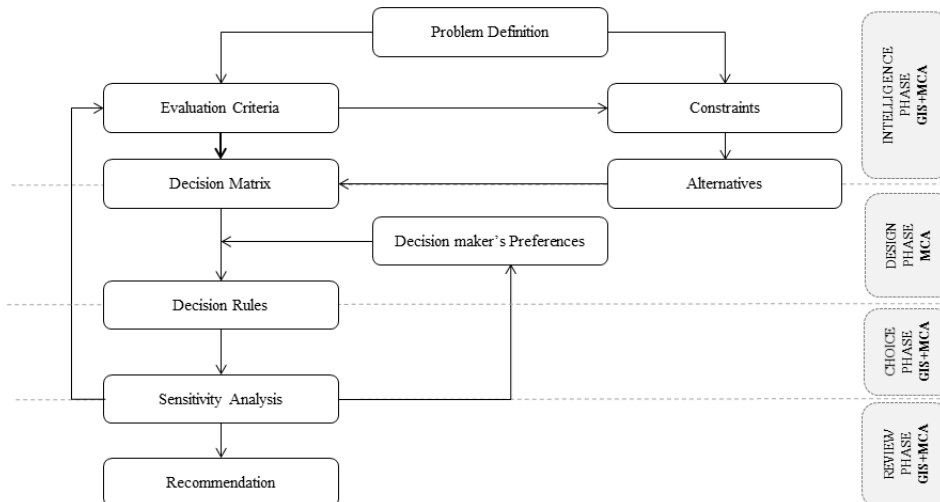 Problem Definition
Evaluation Criteria
Constraints
Decision Matrix
Alternatives
Decision maker’s Preferences
Decision Rules
Sensitivity Analysis
Recommendation
INTELLIGENCE
PHASE
GIS+MCA
DESIGN
PHASE
MCA
CHOICE
PHASE
GIS+MCA
REVIEW
PHASE
GIS+MCA